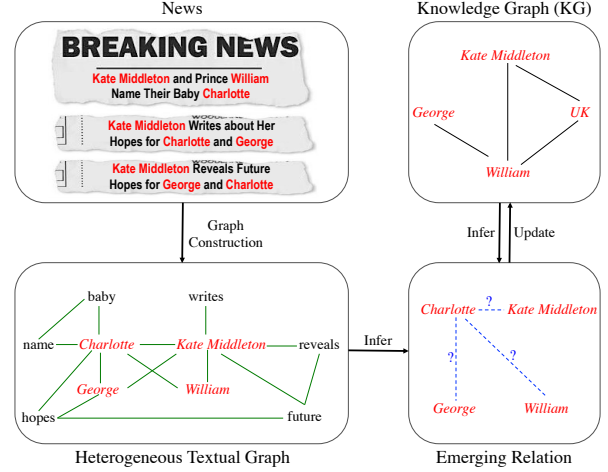 News
BREAKING NEWS
Kate Middleton and Prince William
Name Their Baby Charlotte
Kate Middleton Writes about Her
Hopes for Charlotte and George
Kate Middleton Reveals Future
Hopes for George and Charlotte
Knowledge Graph (KG)
Kate Middleton
George
UK
William
Graph
Construction
Infer
Update
baby
writes
name
Charlotte
Kate Middleton
reveals
George
William
hopes
future
Heterogeneous Textual Graph
Infer
Charlotte
?
Kate Middleton
?
?
George
William
Emerging Relation